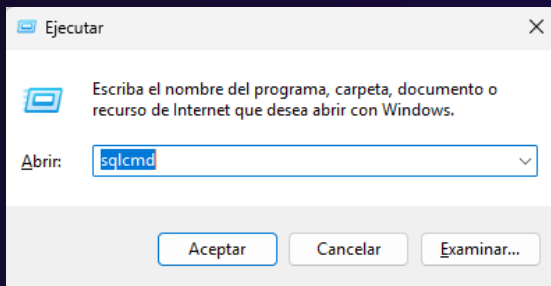 Ejecutar
Escriba el nombre del programa, carpeta, documento o
recurso de Internet que desea abrir con Windows.
Abrir: sqlcmd
Aceptar Cancelar Examinar...